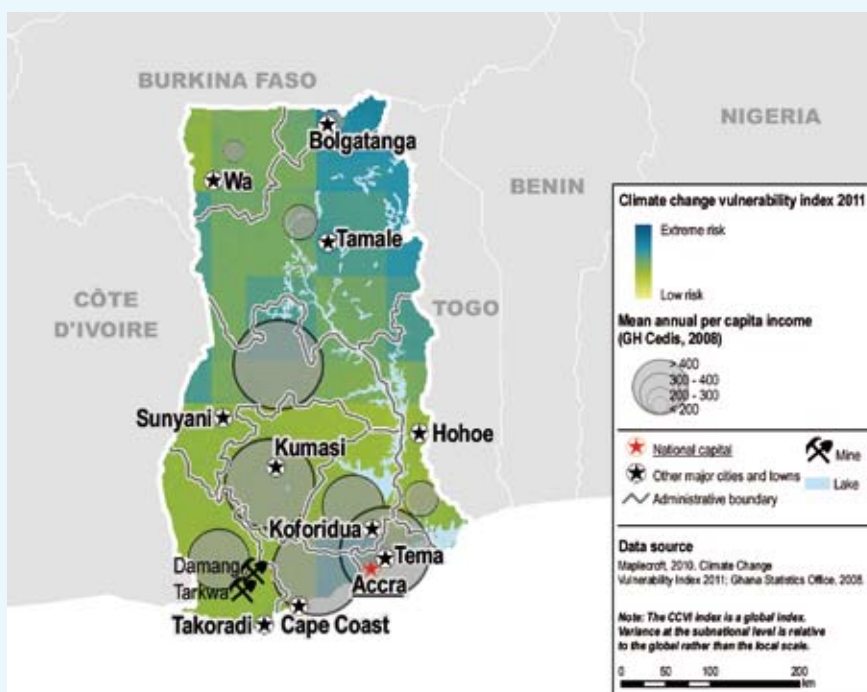 BURKINA FASO
NIGERIA
Bolgatanga
Wa
BENIN
Tamale
CÔTE
D'IVOIRE
TOGO
Sunyani
Hohoe
Kumasi
Koforidua
Tema
Damang
Accra
Tarkwa
Takoradi
Cape Coast
Climate change vulnerability index 2011
Extreme risk
Low risk
Mean annual per capita income
(GH Cedis, 2008)
> 400
300 - 400
200 - 300
< 200
National capital
Mine
Other major cities and towns
Lake
Administrative boundary
Data source
Maplecroft, 2010, Climate Change
Vulnerability Index 2011; Ghana Statistics Office, 2008.
Note: The CCVI index is a global index.
Variance at the subnational level is relative
to the global rather than the local scale.
0 50 100 200
km